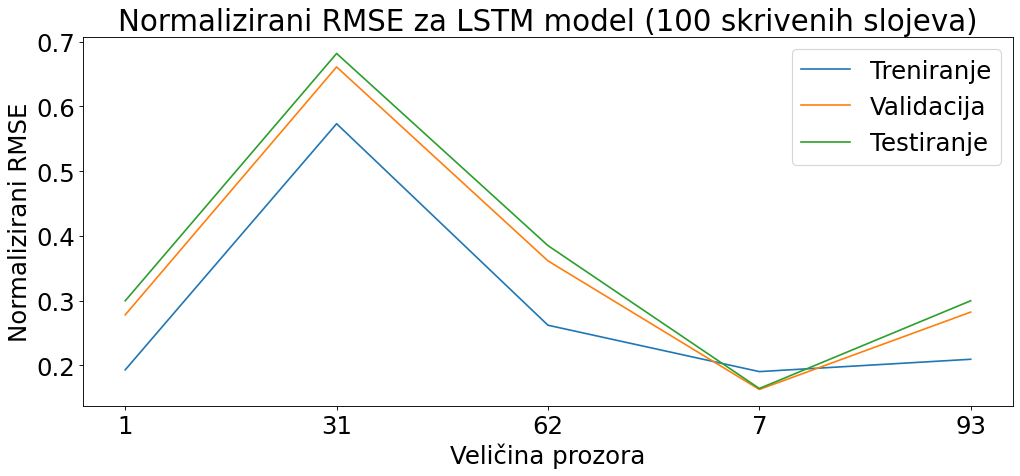 Normalizirani RMSE za LSTM model (100 skrivenih slojeva)
Normalizirani RMSE
0.7
0.6
0.5
0.4
0.3
0.2
Treniranje
Validacija
Testiranje
1 31 62 7 93
Veličina prozora